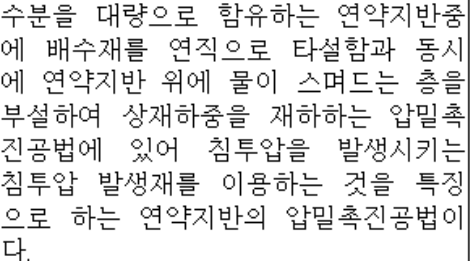 수분을 대량으로 함유하는 연약지반중
에 배수재를 연직으로 타설함과 동시
에 연약지반 위에 물이 스며드는 층을
부설하여 상재하중을 재하하는 압밀촉
진공법에 있어 침투압을 발생시키는
침투압 발생재를 이용하는 것을 특징
으로 하는 연약지반의 압밀촉진공법이
다.